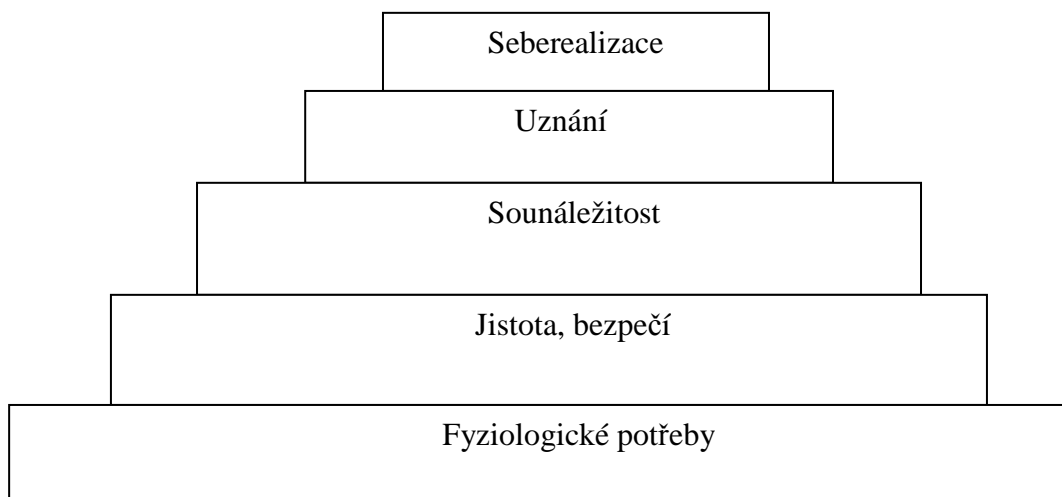 Seberealizace
Uznání
Sounáležitost
Jistota, bezpečí
Fyziologické potřeby